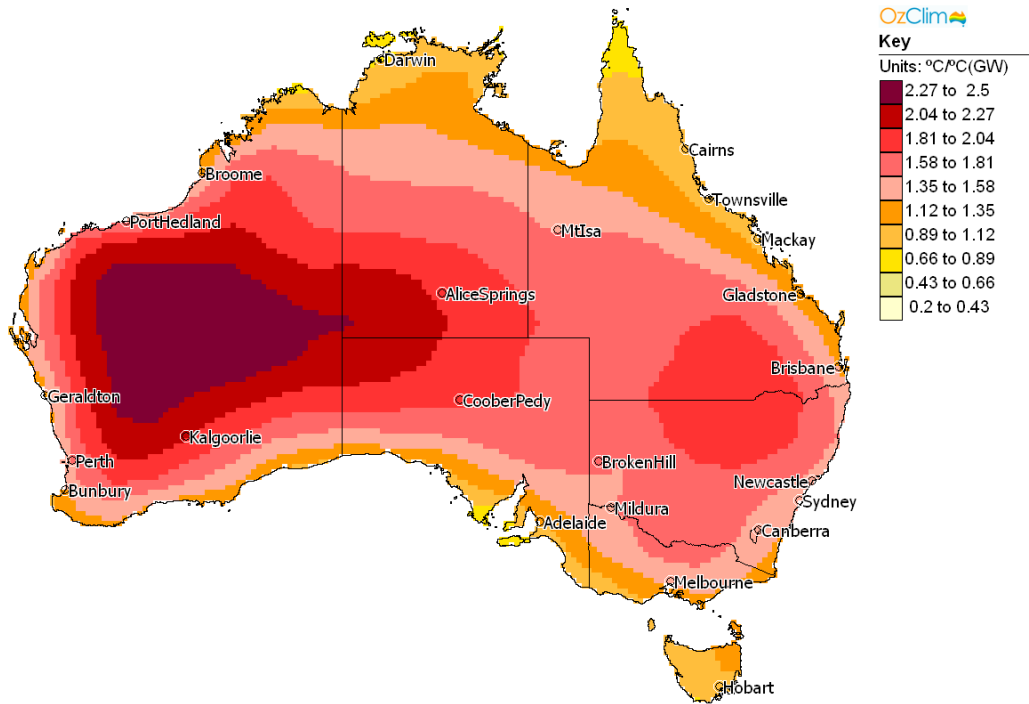 OzClim
Key
Units: °C/°C(GW)
2.27 to 2.5
2.04 to 2.27
1.81 to 2.04
1.58 to 1.81
1.35 to 1.58
1.12 to 1.35
0.89 to 1.12
0.66 to 0.89
0.43 to 0.66
0.2 to 0.43
Darwin
Cairns
Broome
Townsville
PortHedland
MtIsa
Mackay
AliceSprings
Gladstone
Brisbane
Geraldton
CooberPedy
Kalgoorlie
Perth
BrokenHill
Newcastle
Bunbury
Sydney
Mildura
Adelaide
Canberra
Melbourne
Hobart